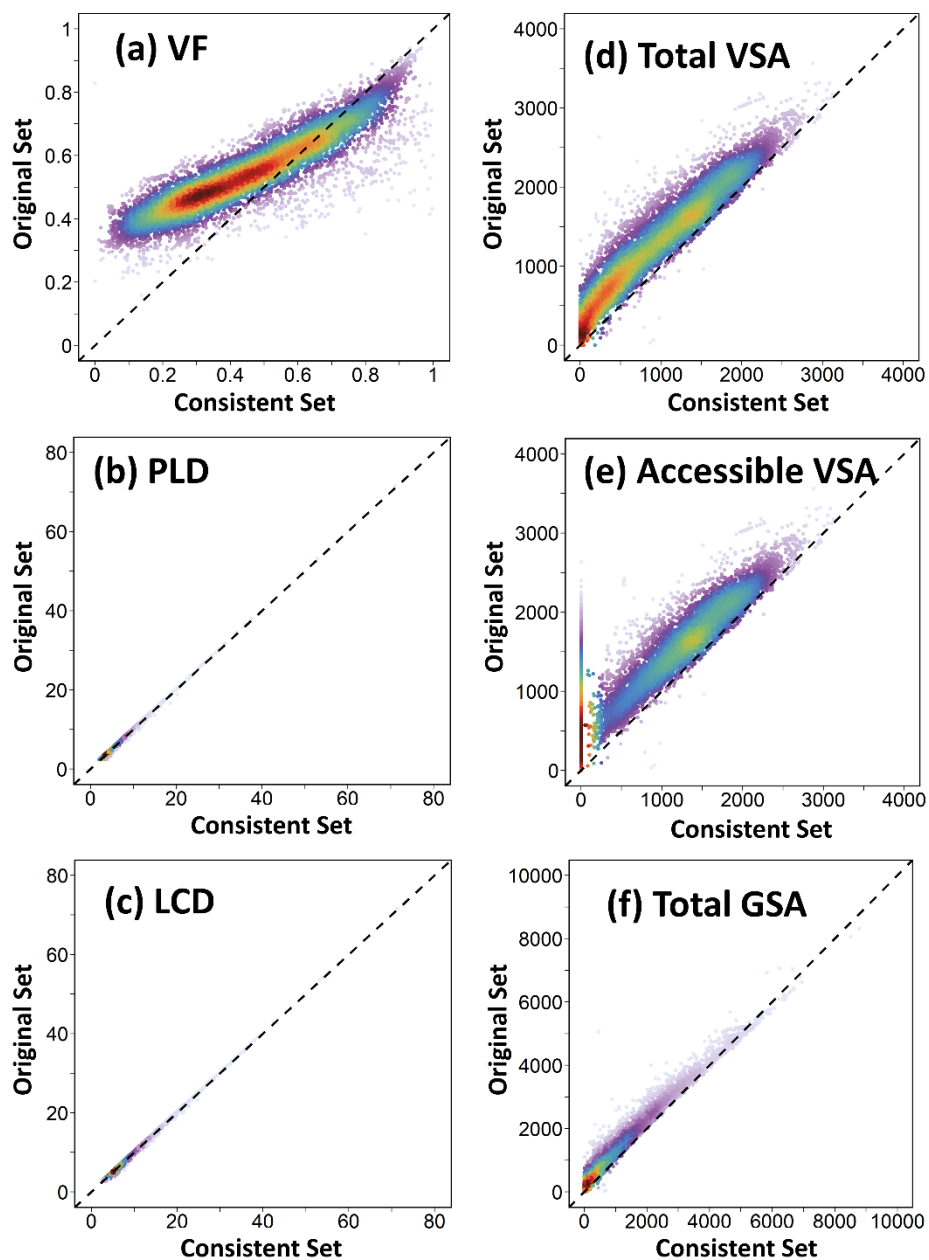 (a) VF
1
0.8
0.6
0.4
0.2
0
Original Set
0 0.2 0.4 0.6 0.8 1
Consistent Set
(b) PLD
80
60
40
20
0
Original Set
0 20 40 60 80
Consistent Set
(c) LCD
80
60
40
20
0
Original Set
0 20 40 60 80
Consistent Set
(d) Total VSA
4000
3000
2000
1000
0
Original Set
0 1000 2000 3000 4000
Consistent Set
(e) Accessible VSA
4000
3000
2000
1000
0
Original Set
0 1000 2000 3000 4000
Consistent Set
(f) Total GSA
10000
8000
6000
4000
2000
0
Original Set
0 2000 4000 6000 8000 10000
Consistent Set